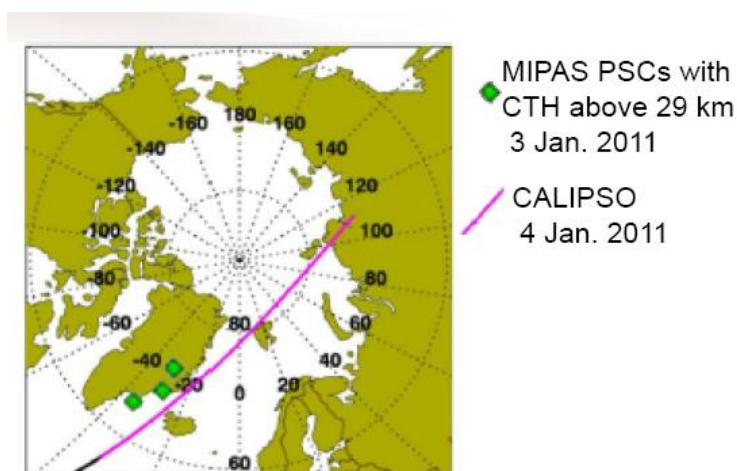 MIPAS PSCs with
CTH above 29 km
3 Jan. 2011
CALIPSO
4 Jan. 2011
180
-160 160
-140 140
-120 120
-100 100
-80 80
-60 60
80
-40 40
-20 0 20
60